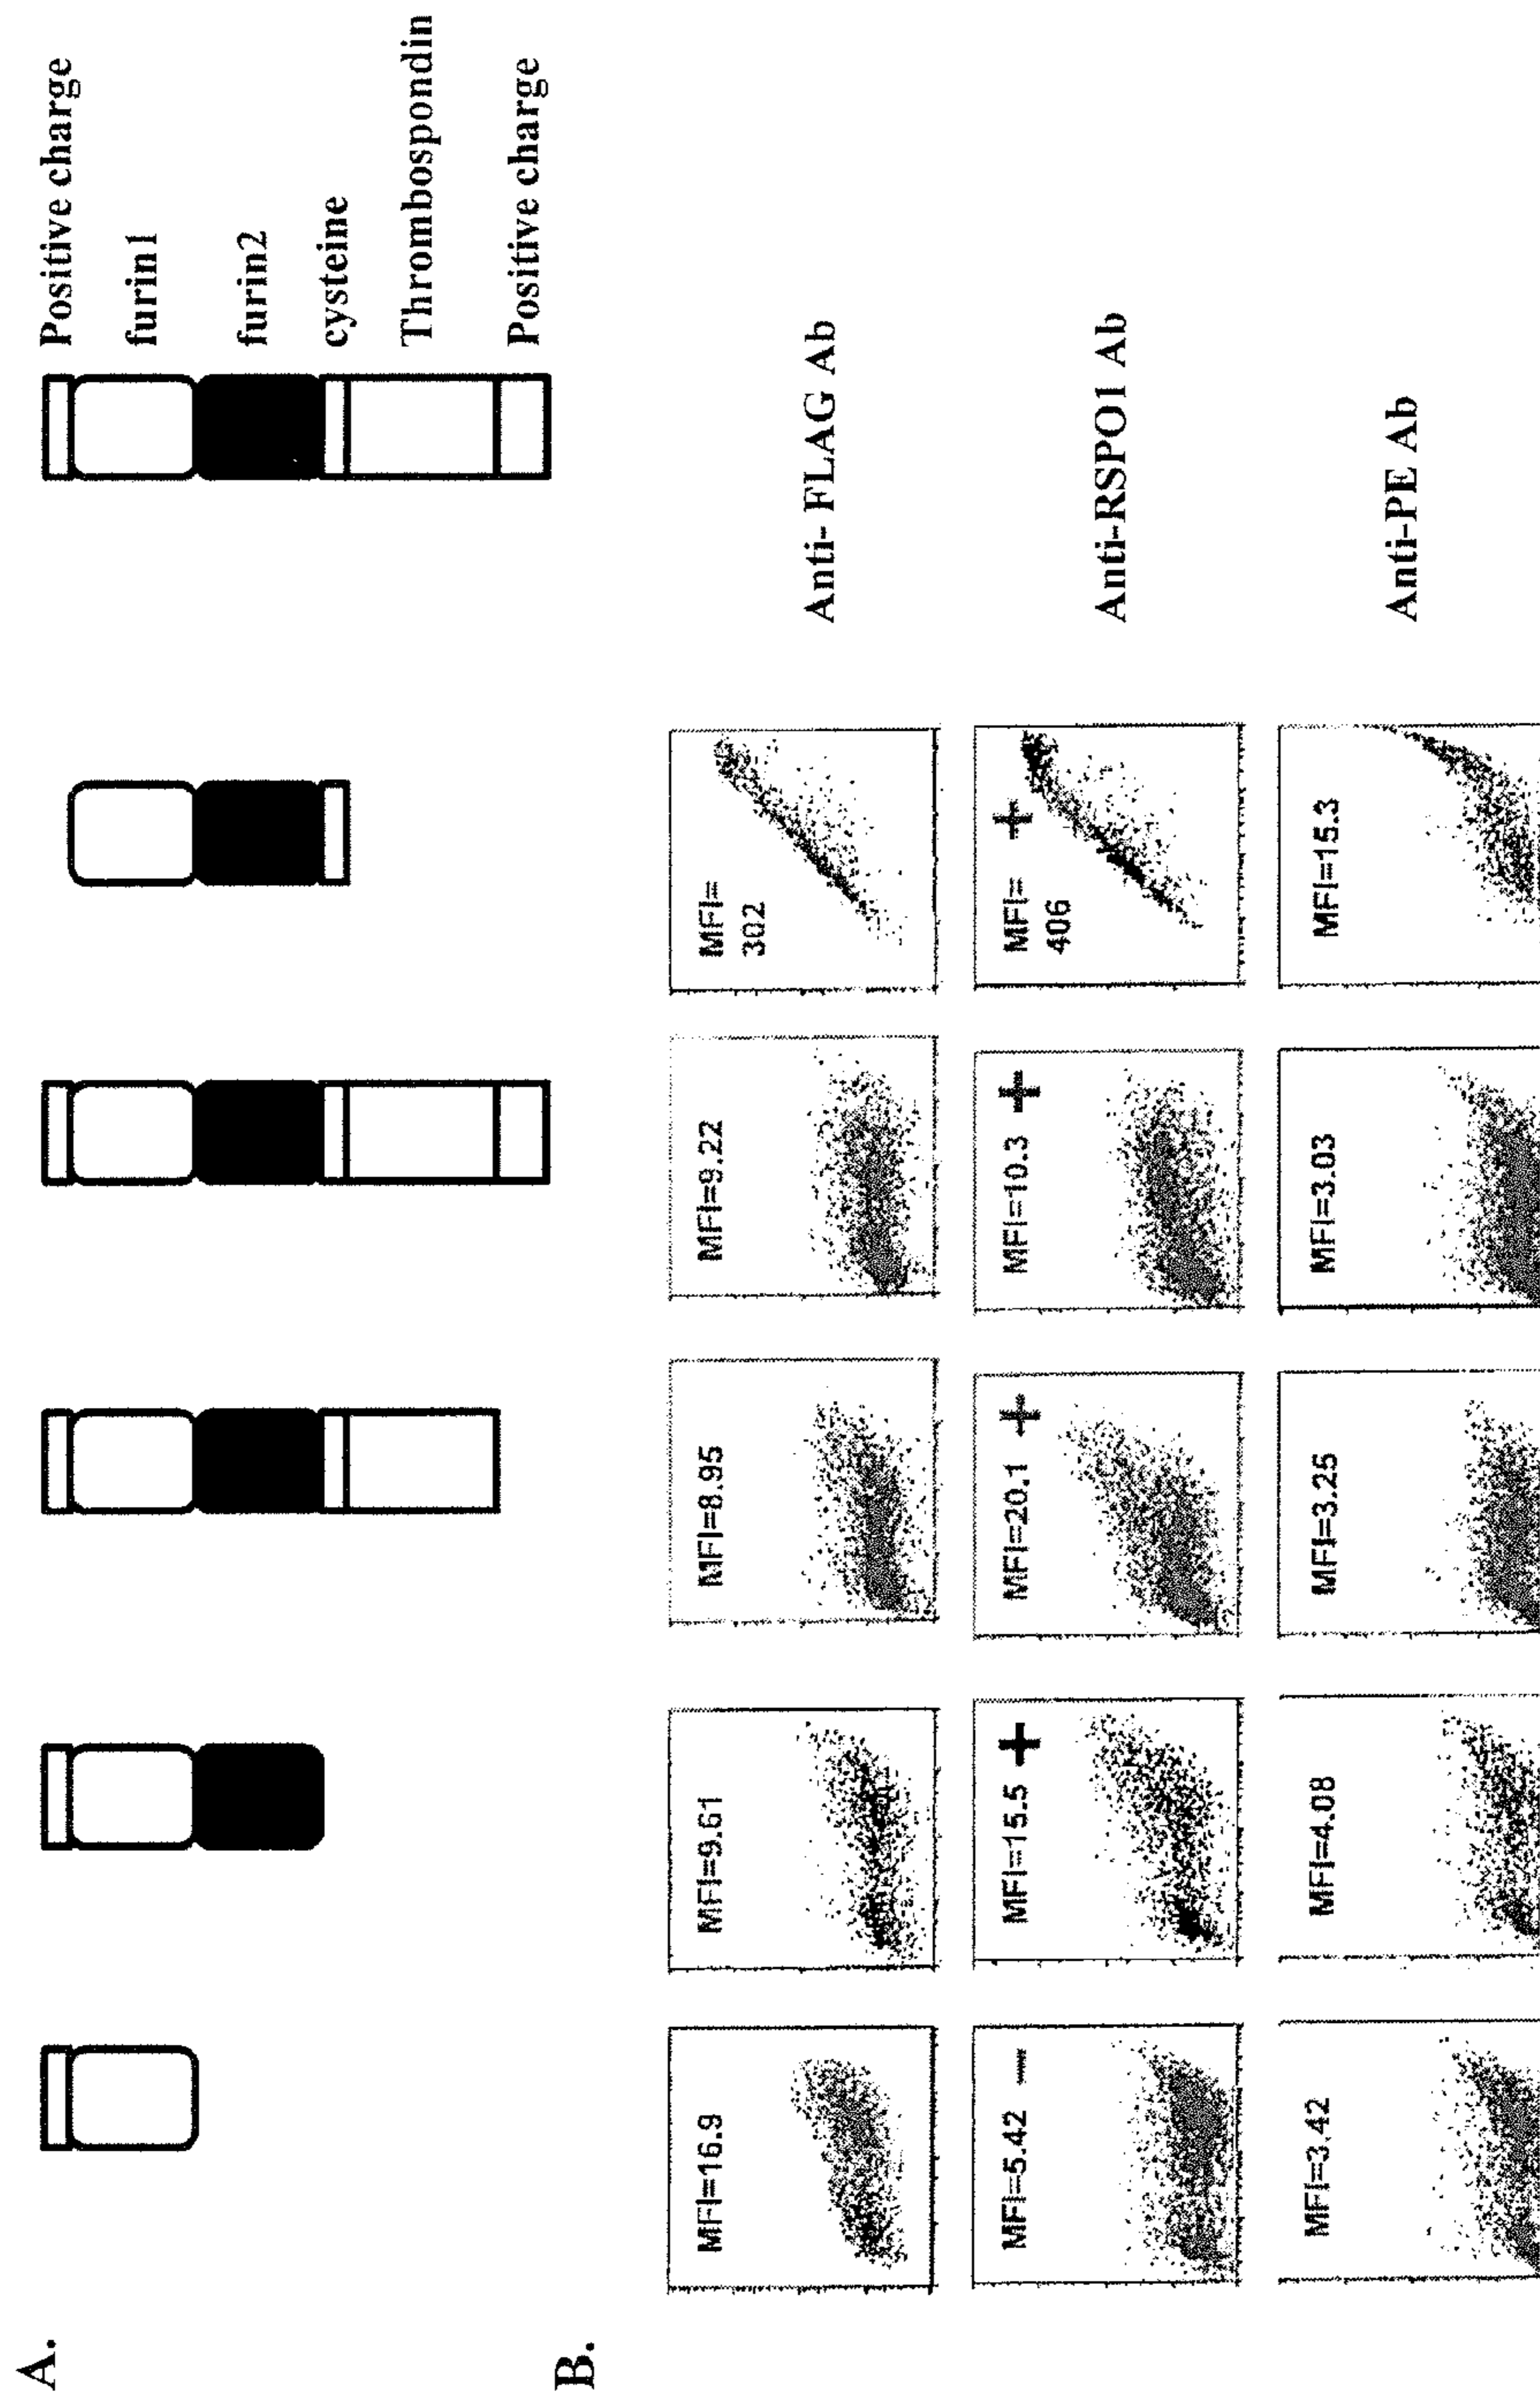 A.
Positive charge
furin1
furin2
cysteine
Thrombospondin
Positive charge
B.
MFI=16.9
MFI=9.61
MFI=8.95
MFI=9.22
MFI=
302
Anti- FLAG Ab
MFI=5.42 −
MFI=15.5 +
MFI=20.1 +
MFI=10.3 +
MFI= +
406
Anti-RSPO1 Ab
MFI=3.42
MFI=4.08
MFI=3.25
MFI=3.03
MFI=15.3
Anti-PE Ab